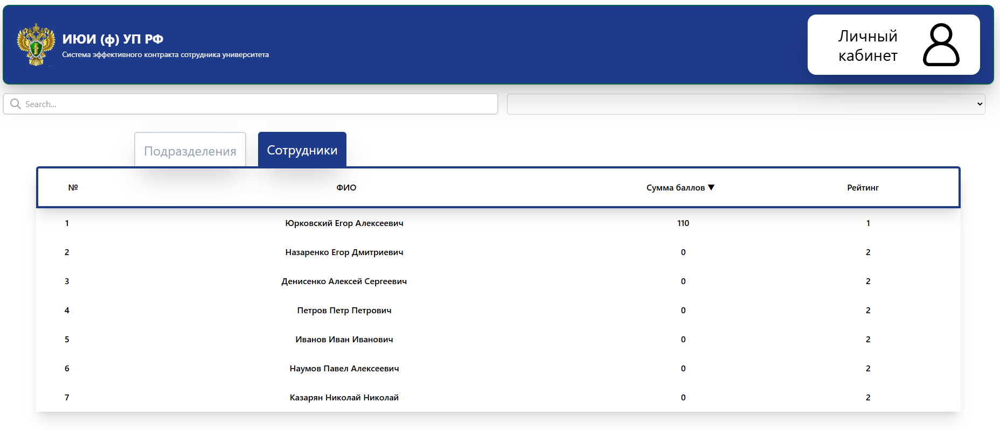 ИЮИ (ф) УП РФ
Система эффективного контракта сотрудника университета
Личный
кабинет
Search...
Подразделения
Сотрудники
№ ФИО Сумма баллов ▼ Рейтинг
1 Юрковский Егор Алексеевич 110 1
2 Назаренко Егор Дмитриевич 0 2
3 Денисенко Алексей Сергеевич 0 2
4 Петров Петр Петрович 0 2
5 Иванов Иван Иванович 0 2
6 Наумов Павел Алексеевич 0 2
7 Казарян Николай Николай 0 2